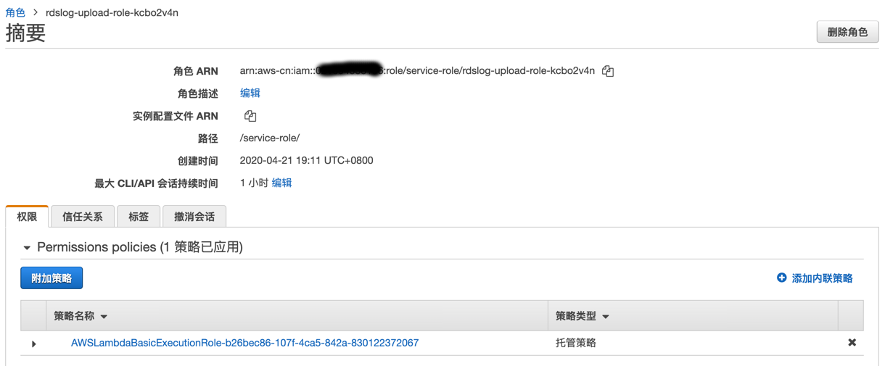 角色 > rdslog-upload-role-kcbo2v4n
摘要
删除角色
角色 ARN arn:aws-cn:iam:: :role/service-role/rdslog-upload-role-kcbo2v4n
角色描述 编辑
实例配置文件 ARN
路径 /service-role/
创建时间 2020-04-21 19:11 UTC+0800
最大 CLI/API 会话持续时间 1 小时 编辑
权限 信任关系 标签 撤消会话
Permissions policies (1 策略已应用)
附加策略 添加内联策略
策略名称 策略类型
AWSLambdaBasicExecutionRole-b26bec86-107f-4ca5-842a-830122372067 托管策略